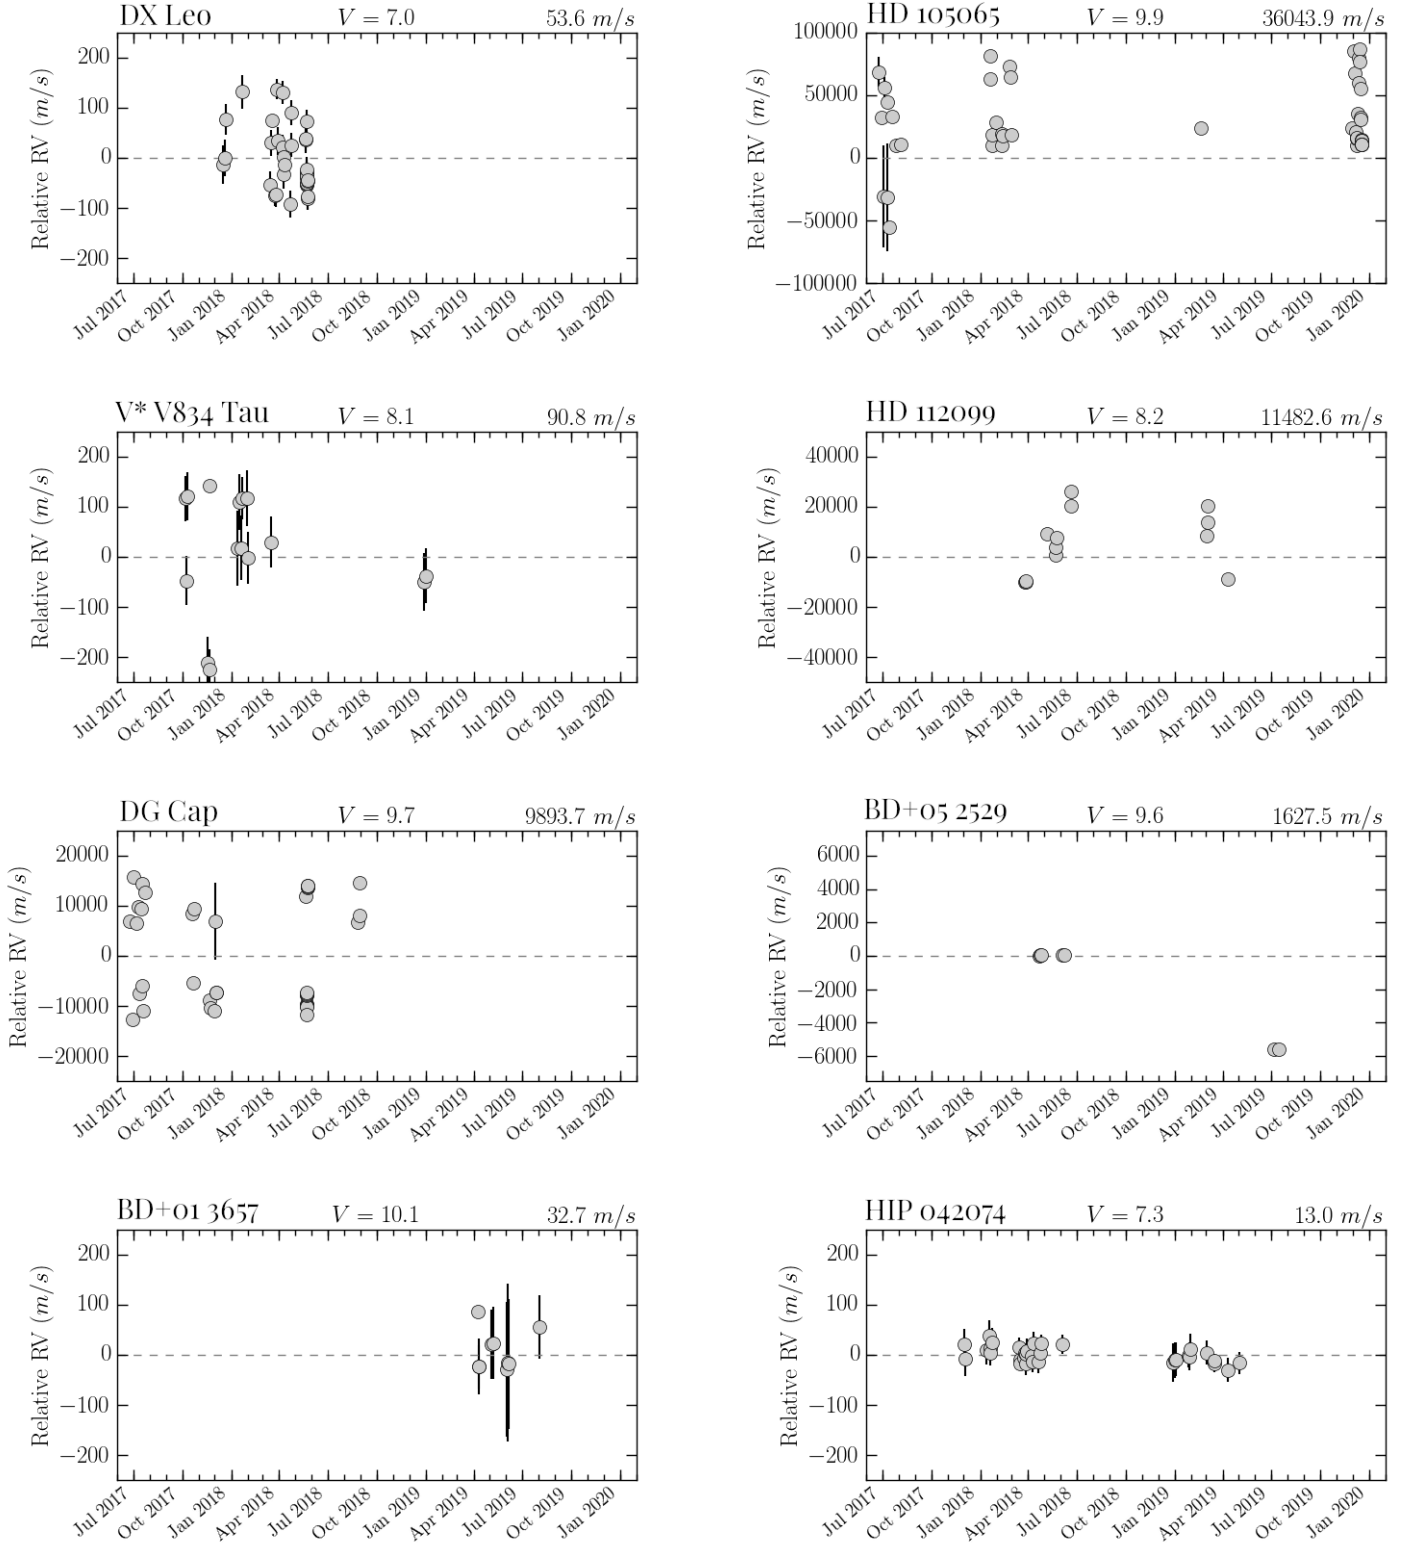 DX Leo V = 7.0 53.6 m/s
Relative RV (m/s)
200
100
0
−100
−200
Jul 2017 Oct 2017 Jan 2018 Apr 2018 Jul 2018 Oct 2018 Jan 2019 Apr 2019 Jul 2019 Oct 2019 Jan 2020
HD 105065 V = 9.9 36043.9 m/s
Relative RV (m/s)
100000
50000
0
−50000
−100000
Jul 2017 Oct 2017 Jan 2018 Apr 2018 Jul 2018 Oct 2018 Jan 2019 Apr 2019 Jul 2019 Oct 2019 Jan 2020
V* V834 Tau V = 8.1 90.8 m/s
Relative RV (m/s)
200
100
0
−100
−200
Jul 2017 Oct 2017 Jan 2018 Apr 2018 Jul 2018 Oct 2018 Jan 2019 Apr 2019 Jul 2019 Oct 2019 Jan 2020
HD 112099 V = 8.2 11482.6 m/s
Relative RV (m/s)
40000
20000
0
−20000
−40000
Jul 2017 Oct 2017 Jan 2018 Apr 2018 Jul 2018 Oct 2018 Jan 2019 Apr 2019 Jul 2019 Oct 2019 Jan 2020
DG Cap V = 9.7 9893.7 m/s
Relative RV (m/s)
20000
10000
0
−10000
−20000
Jul 2017 Oct 2017 Jan 2018 Apr 2018 Jul 2018 Oct 2018 Jan 2019 Apr 2019 Jul 2019 Oct 2019 Jan 2020
BD+05 2529 V = 9.6 1627.5 m/s
Relative RV (m/s)
6000
4000
2000
0
−2000
−4000
−6000
Jul 2017 Oct 2017 Jan 2018 Apr 2018 Jul 2018 Oct 2018 Jan 2019 Apr 2019 Jul 2019 Oct 2019 Jan 2020
BD+01 3657 V = 10.1 32.7 m/s
Relative RV (m/s)
200
100
0
−100
−200
Jul 2017 Oct 2017 Jan 2018 Apr 2018 Jul 2018 Oct 2018 Jan 2019 Apr 2019 Jul 2019 Oct 2019 Jan 2020
HIP 042074 V = 7.3 13.0 m/s
Relative RV (m/s)
200
100
0
−100
−200
Jul 2017 Oct 2017 Jan 2018 Apr 2018 Jul 2018 Oct 2018 Jan 2019 Apr 2019 Jul 2019 Oct 2019 Jan 2020